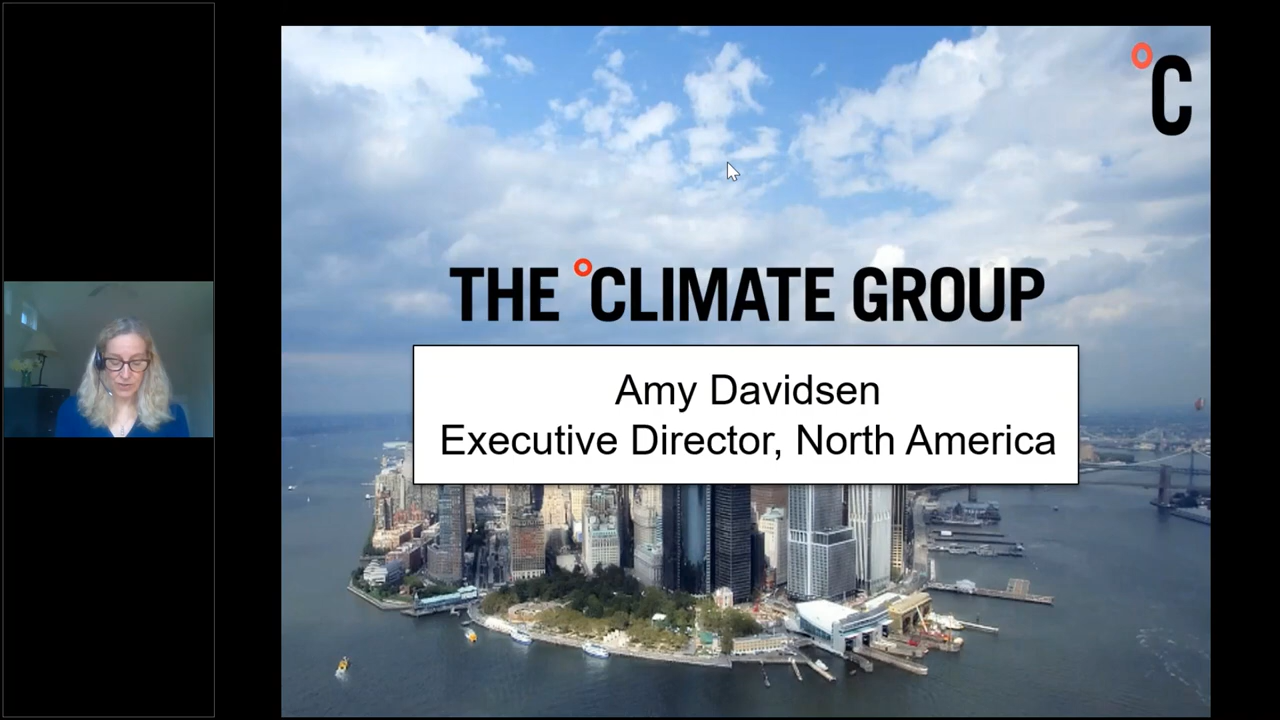 °C
THE °CLIMATE GROUP
Amy Davidsen
Executive Director, North America